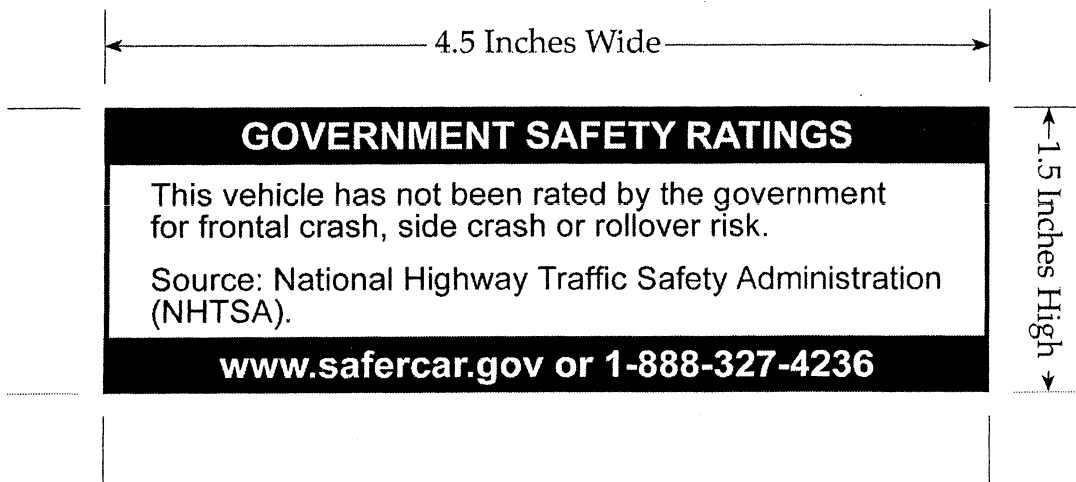 4.5 Inches Wide
GOVERNMENT SAFETY RATINGS
This vehicle has not been rated by the government
for frontal crash, side crash or rollover risk.
Source: National Highway Traffic Safety Administration
(NHTSA).
www.safercar.gov or 1-888-327-4236
1.5 Inches High